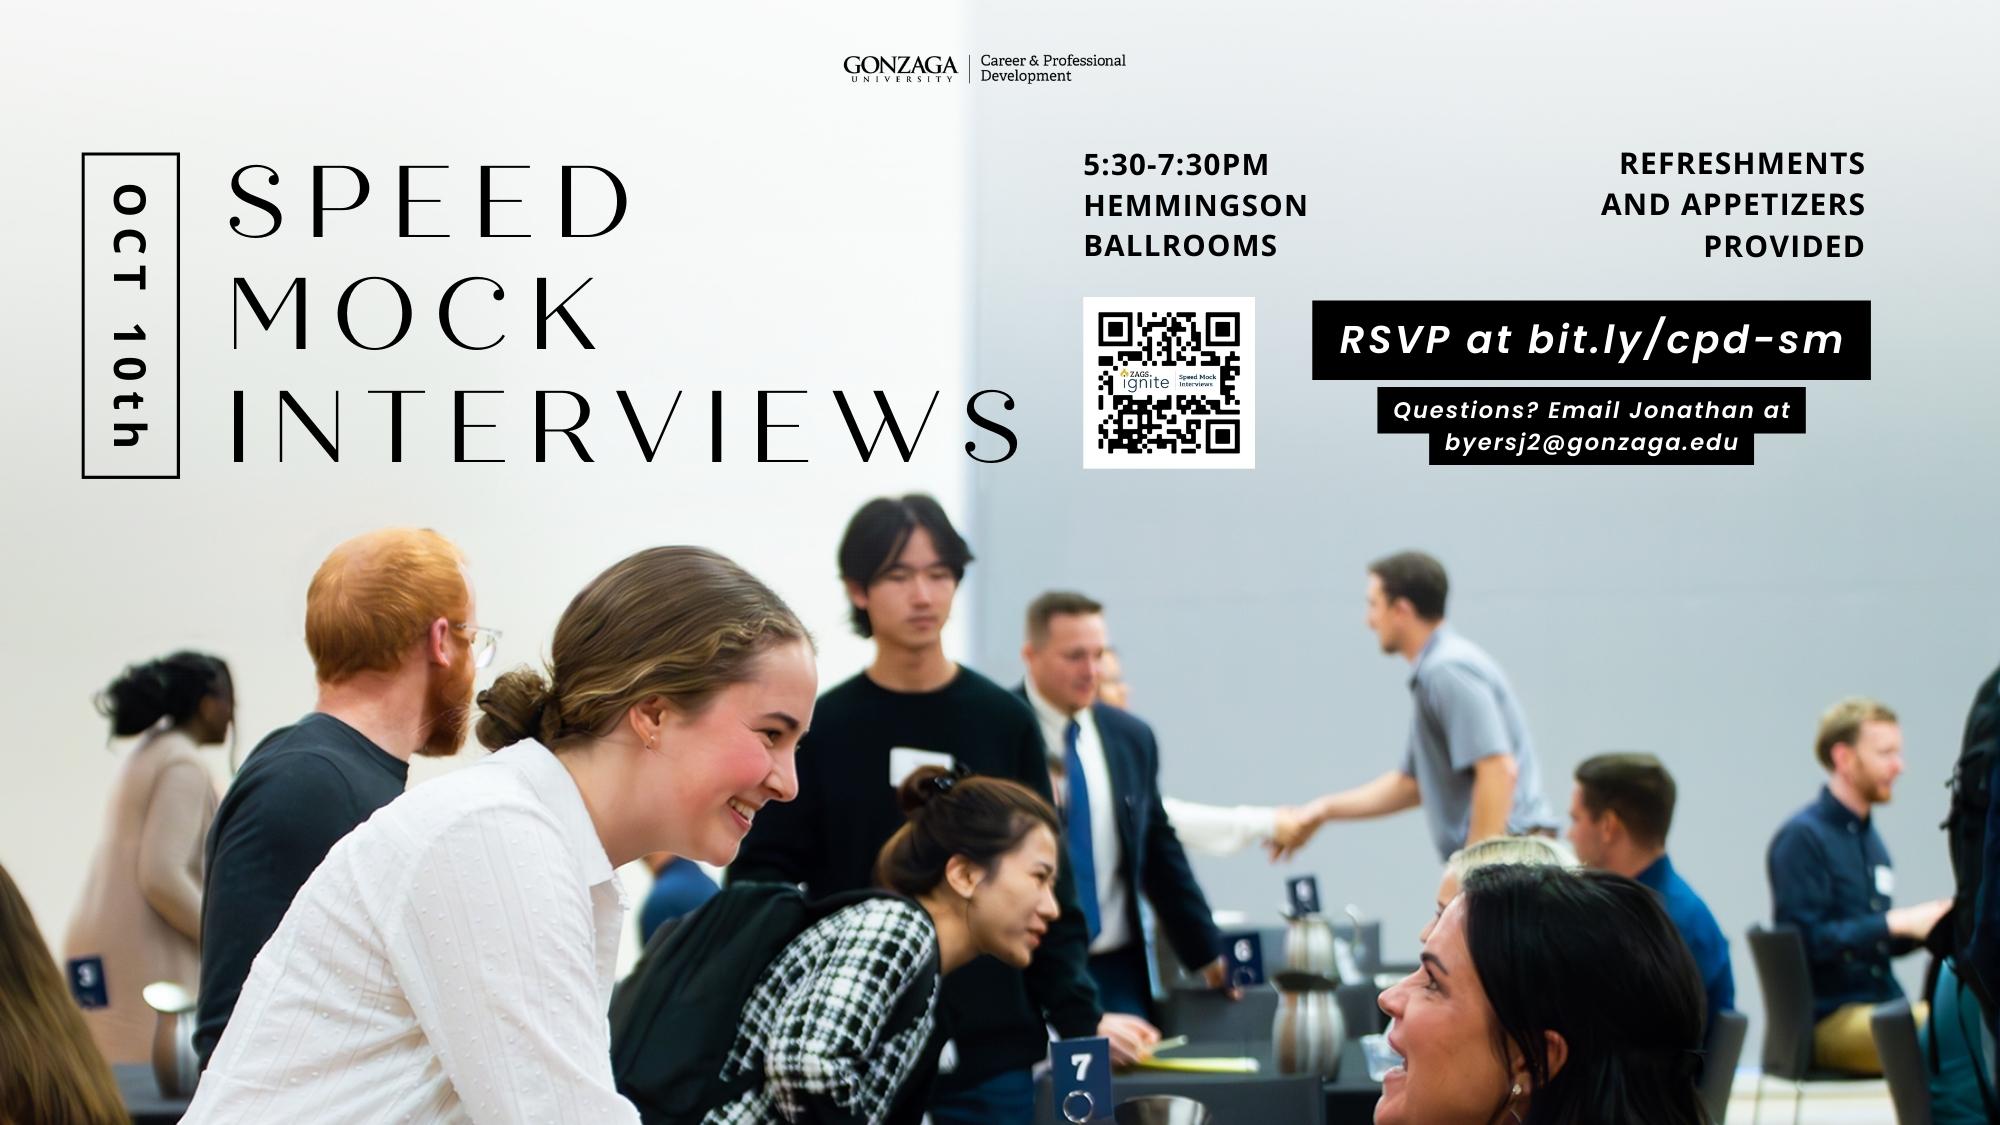 GONZAGA
UNIVERSITY
Career & Professional
Development
OCT 10th
SPEED
MOCK
INTERVIEWS
5:30-7:30PM
HEMMINGSON
BALLROOMS
REFRESHMENTS
AND APPETIZERS
PROVIDED
ZAGS.
ignite
Speed Mock
Interviews
RSVP at bit.ly/cpd-sm
Questions? Email Jonathan at
byersj2@gonzaga.edu
3
6
7